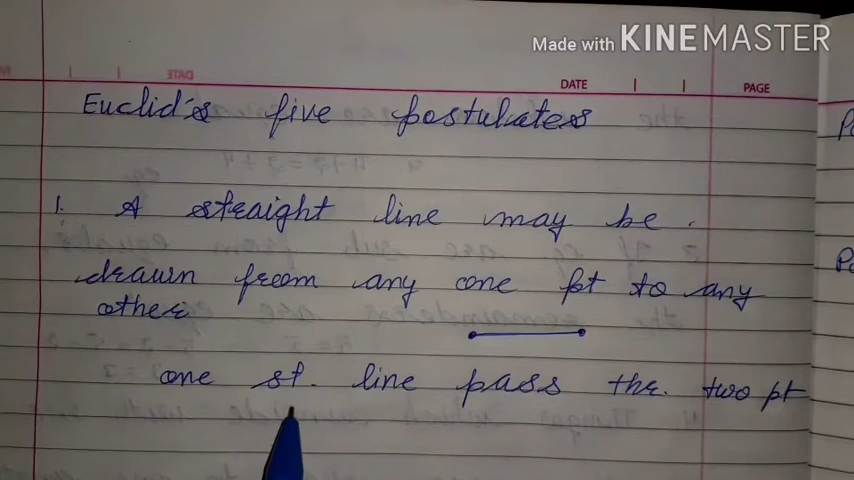 Made with KINEMASTER
DATE
PAGE
Euclid's five postulates
1. A straight line may be
drawn from any one pt to any
other
one st. line pass the. two pt